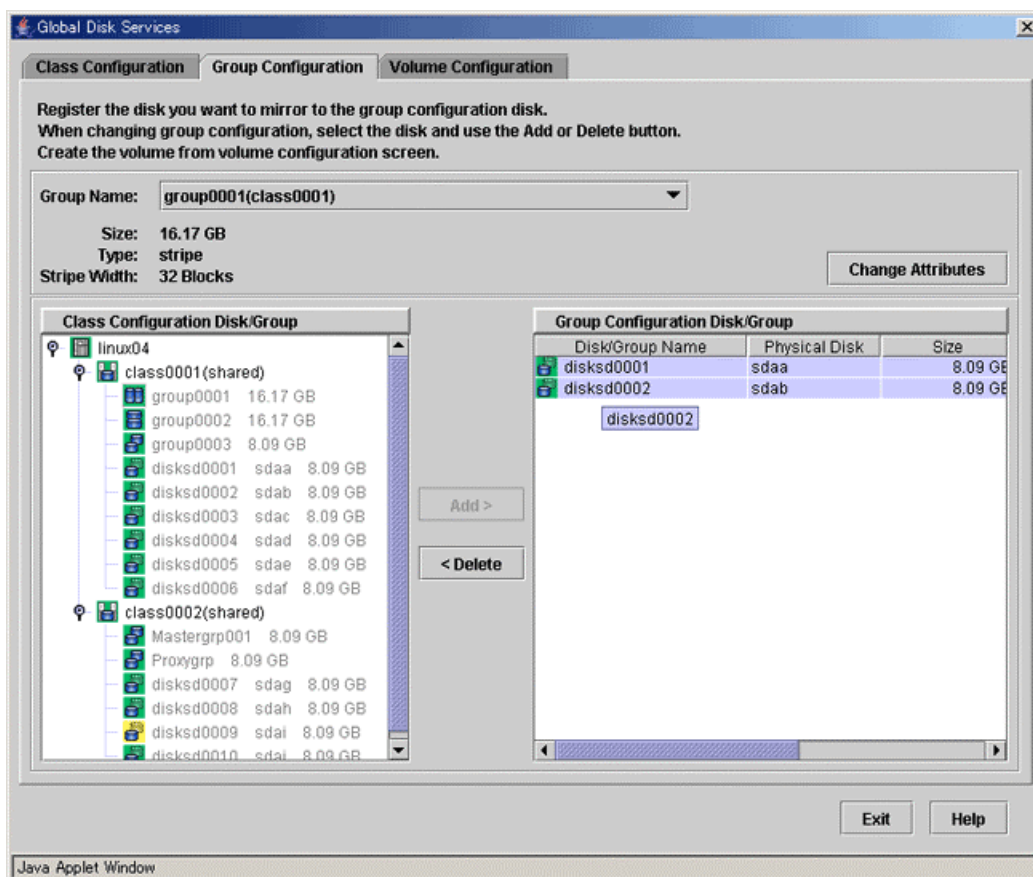 Global Disk Services
Class Configuration Group Configuration Volume Configuration
Register the disk you want to mirror to the group configuration disk.
When changing group configuration, select the disk and use the Add or Delete button.
Create the volume from volume configuration screen.
Group Name: group0001(class0001)
Size: 16.17 GB
Type: stripe
Stripe Width: 32 Blocks
Change Attributes
Class Configuration Disk/Group
linux04
class0001(shared)
group0001 16.17 GB
group0002 16.17 GB
group0003 8.09 GB
disksd0001 sdaa 8.09 GB
disksd0002 sdab 8.09 GB
disksd0003 sdac 8.09 GB
disksd0004 sdad 8.09 GB
disksd0005 sdae 8.09 GB
disksd0006 sdaf 8.09 GB
class0002(shared)
Mastergrp001 8.09 GB
Proxygrp 8.09 GB
disksd0007 sdag 8.09 GB
disksd0008 sdah 8.09 GB
disksd0009 sdai 8.09 GB
disksd0010 8.09 GB
Add >
< Delete
Group Configuration Disk/Group
Disk/Group Name Physical Disk Size
disksd0001 sdaa 8.09 GB
disksd0002 sdab 8.09 GB
disksd0002
Exit Help
Java Applet Window